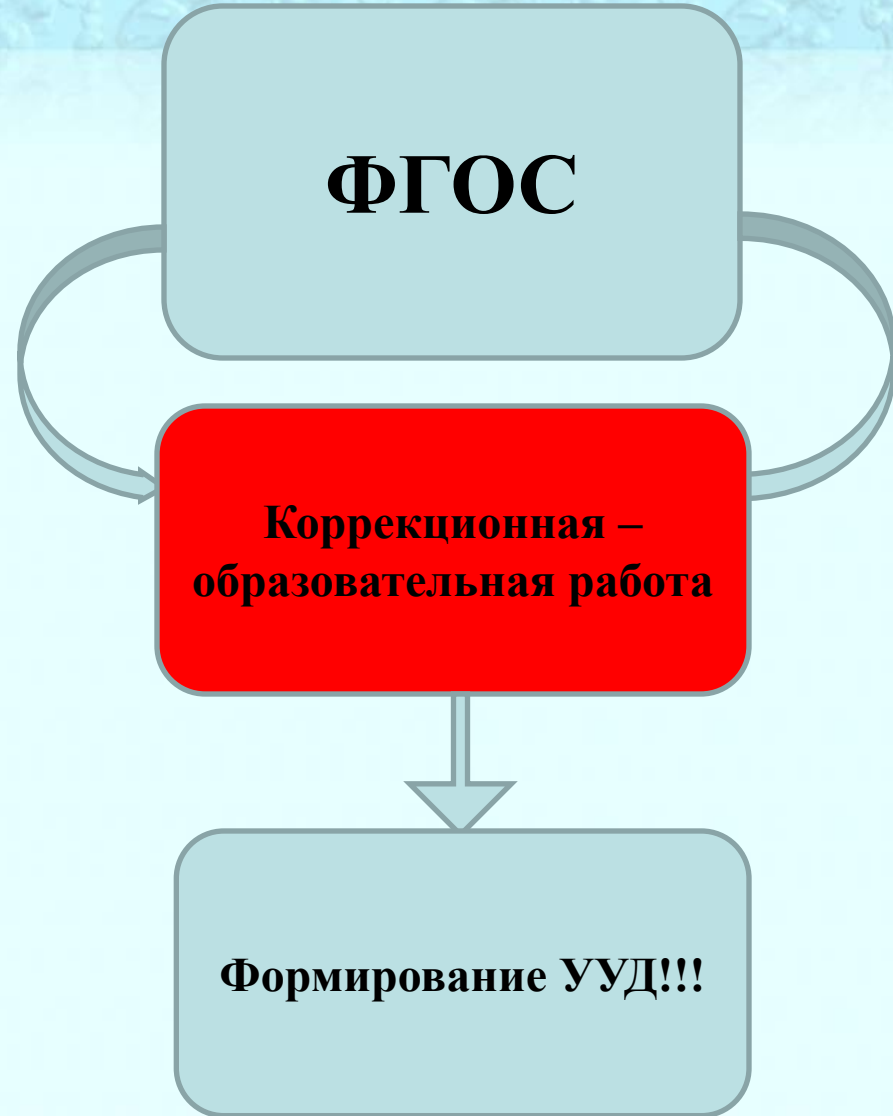 ФГОС
Коррекционная –
образовательная работа
Формирование УУД!!!